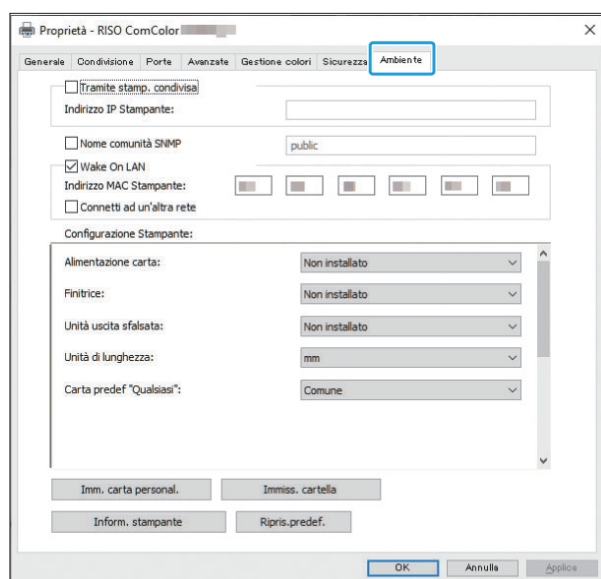 Proprietà - RISO ComColor
Generale Condivisione Porte Avanzate Gestione colori Sicurezza Ambiente
Tramite stamp. condivisa
Indirizzo IP Stampante:
Nome comunità SNMP public
Wake On LAN
Indirizzo MAC Stampante:
Connetti ad un'altra rete
Configurazione Stampante:
Alimentazione carta: Non installato
Finitrice: Non installato
Unità uscita sfalsata: Non installato
Unità di lunghezza: mm
Carta predef "Qualsiasi": Comune
Imm. carta personal. Immiss. cartella
Inform. stampante Ripris.predef.
OK Annulla Applica